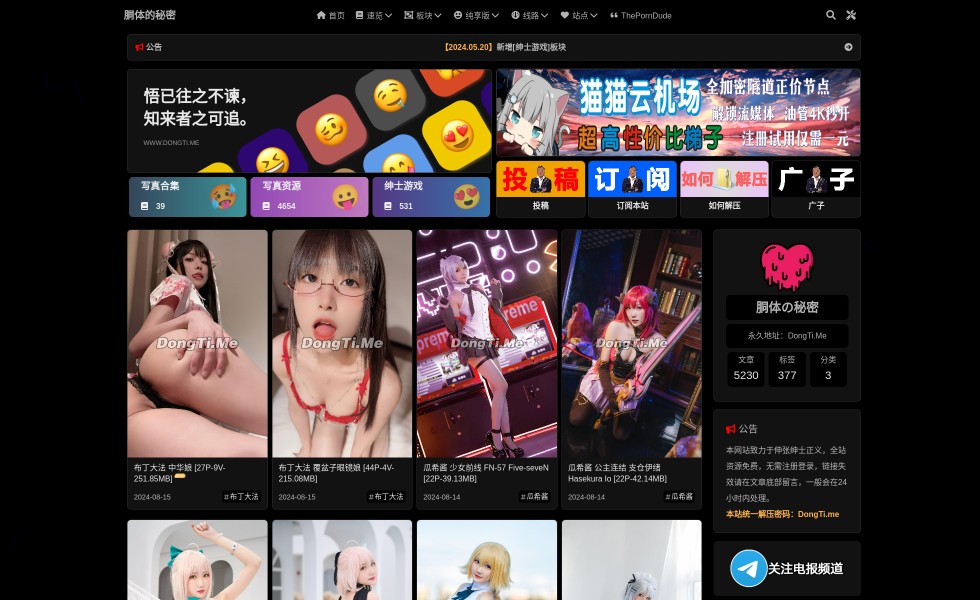 胴体的秘密
首页 速览 板块 纯享版 线路 站点 ThePornDude
公告
【2024.05.20】新增[绅士游戏]板块
悟已往之不谏，
知来者之可追。
WWW.DONGTI.ME
猫猫云机场
超高性价比梯子
全加密隧道正价节点
解锁流媒体 油管4K秒开
注册试用仅需一元
写真合集
39
写真资源
4654
绅士游戏
531
投稿
投稿
订阅
订阅本站
如何解压
如何解压
广子
广子
DongTi.Me
DongTi.Me
DongTi.Me
DongTi.Me
布丁大法 中华娘 [27P-9V-
251.85MB]
2024-08-15
#布丁大法
布丁大法 覆盆子眼镜娘 [44P-4V-
215.08MB]
2024-08-15
#布丁大法
瓜希酱 少女前线 FN-57 Five-seveN
[22P-39.13MB]
2024-08-14
#瓜希酱
瓜希酱 公主连结 支仓伊绪
Hasekura Io [22P-42.14MB]
2024-08-14
#瓜希酱
胴体の秘密
永久地址：DongTi.Me
文章 标签 分类
5230 377 3
公告
本网站致力于伸张绅士正义，全站
资源免费，无需注册登录，链接失
效请在文章底部留言，一般会在24
小时内处理。
本站统一解压密码：DongTi.me
关注电报频道